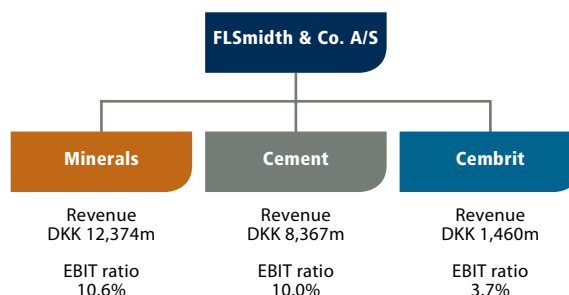 FLSmidth & Co. A/S
Minerals
Cement
Cembrit
Revenue
DKK 12,374m
EBIT ratio
10.6%
Revenue
DKK 8,367m
EBIT ratio
10.0%
Revenue
DKK 1,460m
EBIT ratio
3.7%